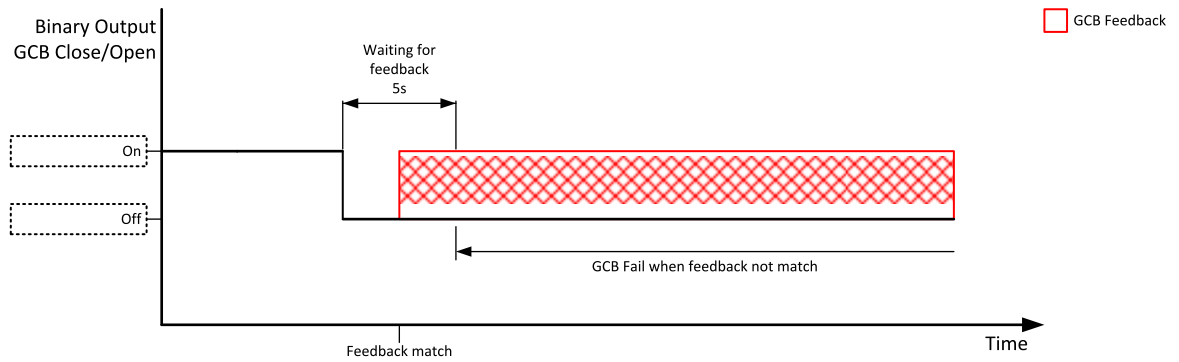 Binary Output
GCB Close/Open
GCB Feedback
Waiting for
feedback
5s
On
Off
GCB Fail when feedback not match
Time
Feedback match